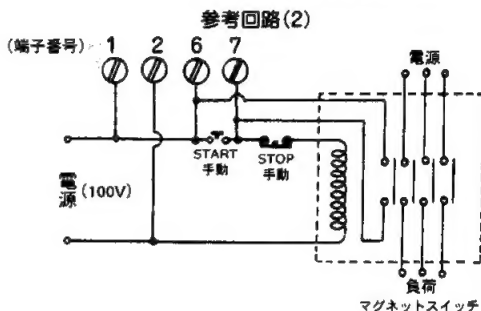 参考回路(2)
(端子番号) 1 2 6 7
電源
START
手動
STOP
手動
電源(100V)
負荷
マグネットスイッチ